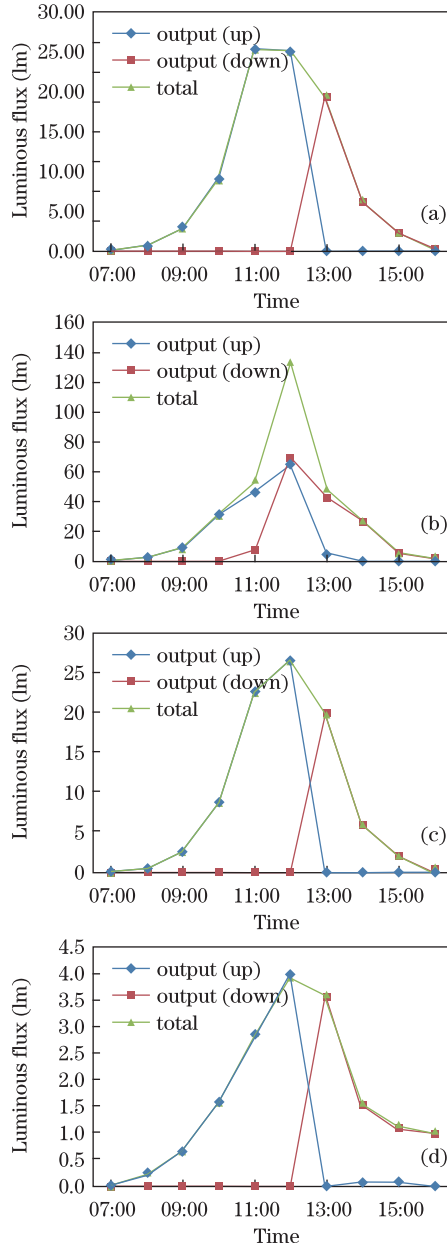 Luminous flux (lm)
30.00
25.00
20.00
15.00
10.00
5.00
0.00
output (up)
output (down)
total
(a)
07:00 09:00 11:00 13:00 15:00
Time
Luminous flux (lm)
160
140
120
100
80
60
40
20
0
output (up)
output (down)
total
(b)
07:00 09:00 11:00 13:00 15:00
Time
Luminous flux (lm)
30
25
20
15
10
5
0
output (up)
output (down)
total
(c)
07:00 09:00 11:00 13:00 15:00
Time
Luminous flux (lm)
4.5
4.0
3.5
3.0
2.5
2.0
1.5
1.0
0.5
0.0
output (up)
output (down)
total
(d)
07:00 09:00 11:00 13:00 15:00
Time